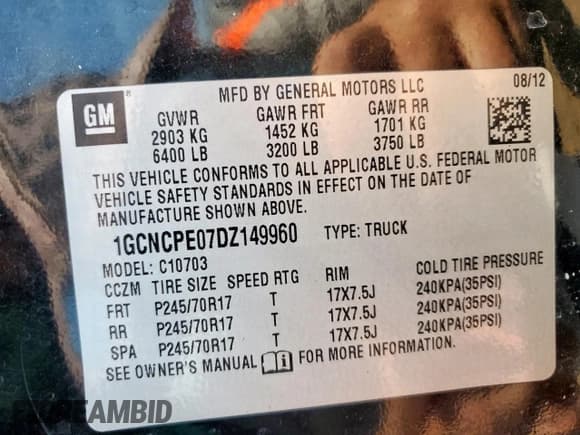 MFD BY GENERAL MOTORS LLC 08/12
GM
GVWR GAWR FRT GAWR RR
2903 KG 1452 KG 1701 KG
6400 LB 3200 LB 3750 LB
THIS VEHICLE CONFORMS TO ALL APPLICABLE U.S. FEDERAL MOTOR
VEHICLE SAFETY STANDARDS IN EFFECT ON THE DATE OF
MANUFACTURE SHOWN ABOVE.
1GCNCPE07DZ149960 TYPE: TRUCK
MODEL: C10703
CCZM TIRE SIZE SPEED RTG RIM COLD TIRE PRESSURE
FRT P245/70R17 T 17X7.5J 240KPA(35PSI)
RR P245/70R17 T 17X7.5J 240KPA(35PSI)
SPA P245/70R17 T 17X7.5J 240KPA(35PSI)
SEE OWNER'S MANUAL FOR MORE INFORMATION.